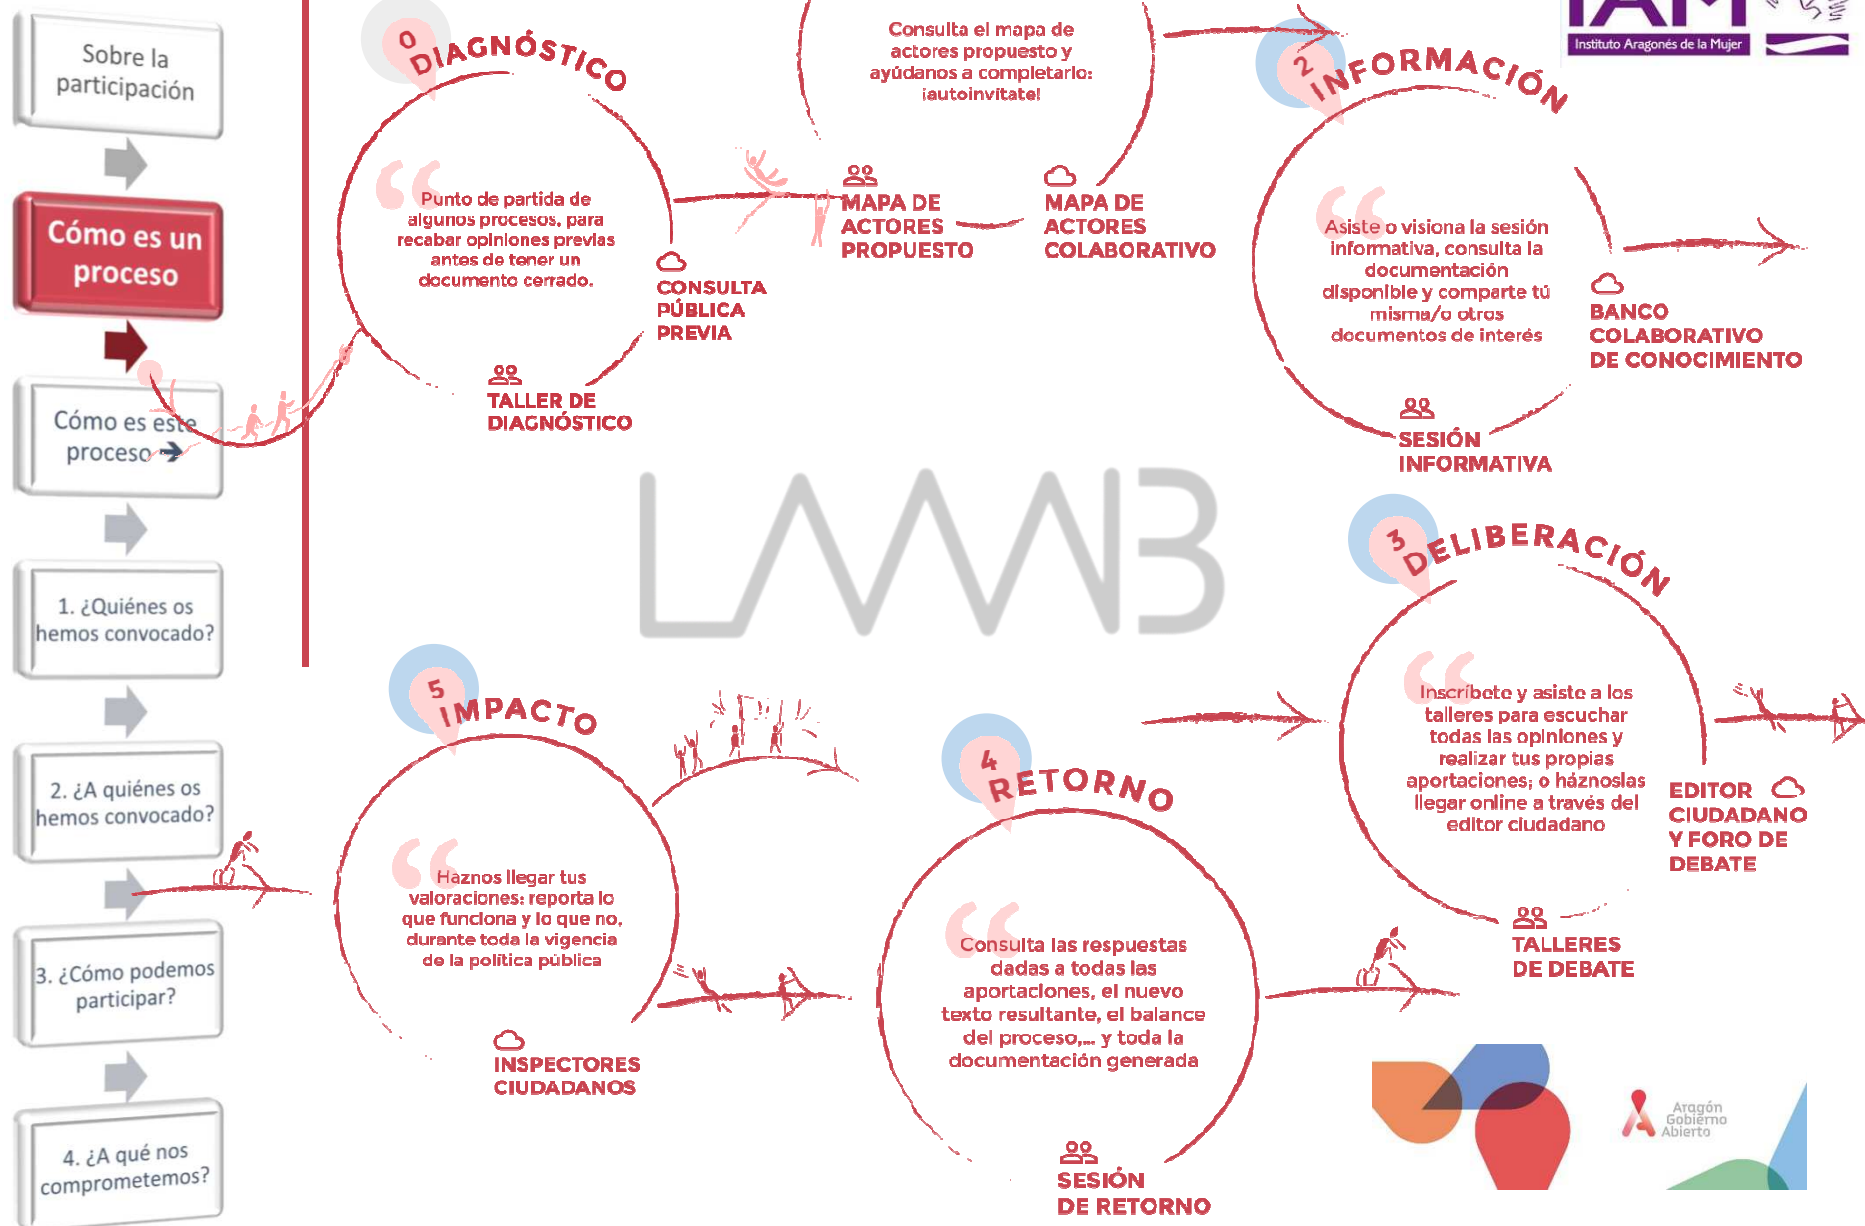 Sobre la
participación
Cómo es un
proceso
Cómo es este
proceso ➔
1. ¿Quiénes os
hemos convocado?
2. ¿A quiénes os
hemos convocado?
3. ¿Cómo podemos
participar?
4. ¿A qué nos
comprometemos?
0
DIAGNÓSTICO
Punto de partida de
algunos procesos, para
recabar opiniones previas
antes de tener un
documento cerrado.
CONSULTA
PÚBLICA
PREVIA
TALLER DE
DIAGNÓSTICO
Consulta el mapa de
actores propuesto y
ayúdanos a completarlo:
¡autoinvítate!
MAPA DE
ACTORES
PROPUESTO
MAPA DE
ACTORES
COLABORATIVO
IAM
Instituto Aragonés de la Mujer
2
INFORMACIÓN
Asiste o visiona la sesión
informativa, consulta la
documentación
disponible y comparte tú
misma/o otros
documentos de interés
BANCO
COLABORATIVO
DE CONOCIMIENTO
SESIÓN
INFORMATIVA
LAAAB
3
DELIBERACIÓN
Inscríbete y asiste a los
talleres para escuchar
todas las opiniones y
realizar tus propias
aportaciones; o háznoslas
llegar online a través del
editor ciudadano
EDITOR
CIUDADANO
Y FORO DE
DEBATE
TALLERES
DE DEBATE
4
RETORNO
Consulta las respuestas
dadas a todas las
aportaciones, el nuevo
texto resultante, el balance
del proceso,... y toda la
documentación generada
SESIÓN
DE RETORNO
5
IMPACTO
Haznos llegar tus
valoraciones: reporta lo
que funciona y lo que no,
durante toda la vigencia
de la política pública
INSPECTORES
CIUDADANOS
Aragón
Gobierno
Abierto